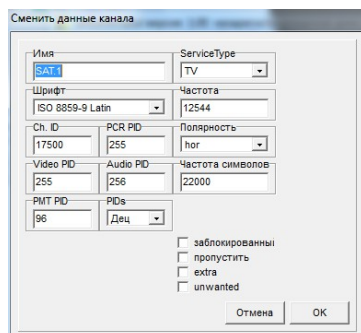 Сменить данные канала
Имя
SAT.1
ServiceType
TV
Шрифт
ISO 8859-9 Latin
Частота
12544
Ch. ID
17500
PCR PID
255
Полярность
hor
Video PID
255
Audio PID
256
Частота символов
22000
PMT PID
96
PIDs
Дец
заблокированны
пропустить
extra
unwanted
Отмена
OK